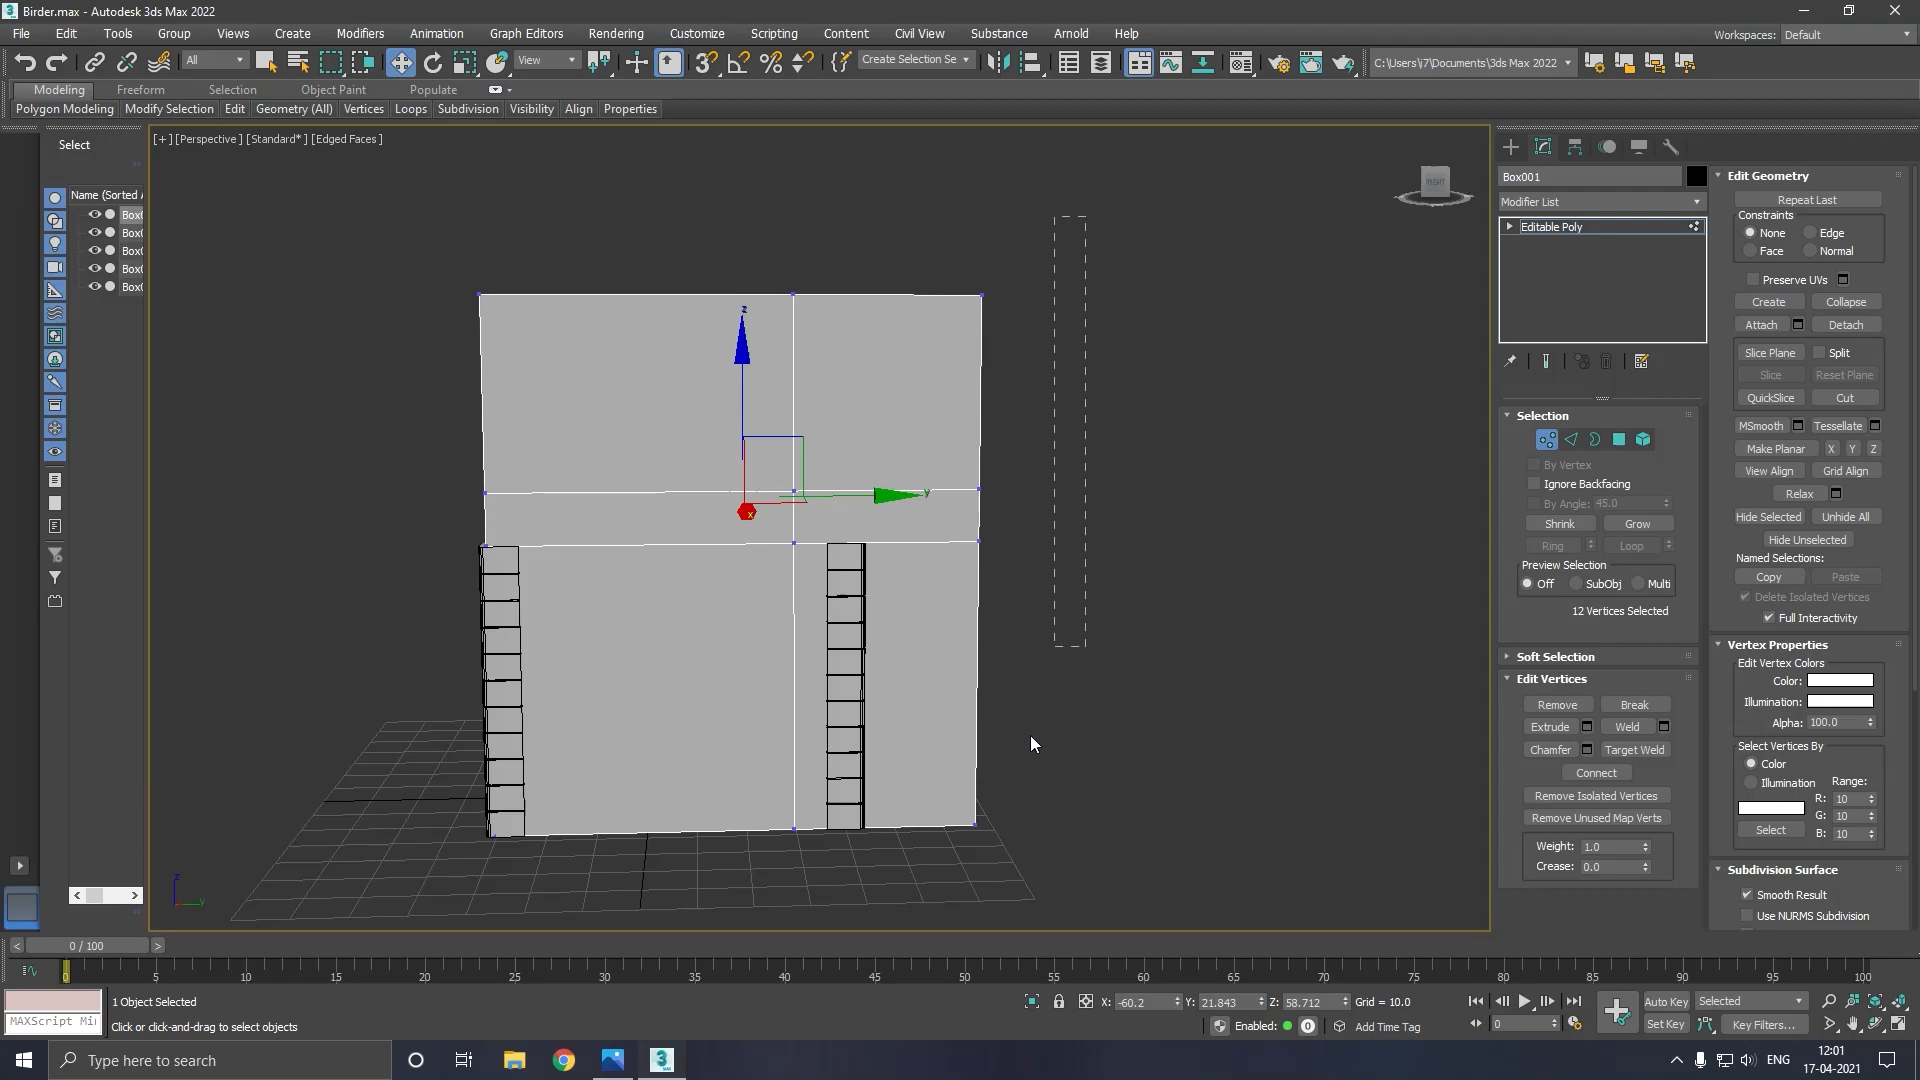 Birder.max - Autodesk 3ds Max 2022
File Edit Tools Group Views Create Modifiers Animation Graph Editors Rendering Customize Scripting Content Civil View Substance Arnold Help
Workspaces: Default
All View Create Selection Se C:\Users\i7\Documents\3ds Max 2022
Modeling Freeform Selection Object Paint Populate
Polygon Modeling Modify Selection Edit Geometry (All) Vertices Loops Subdivision Visibility Align Properties
Select
Name (Sorted A
Box0
Box0
Box0
Box0
Box0
[+] [Perspective] [Standard*] [Edged Faces]
RIGHT
z
y
x
z
y
Box001
Modifier List
Editable Poly
Selection
By Vertex
Ignore Backfacing
By Angle: 45.0
Shrink Grow
Ring Loop
Preview Selection
Off SubObj Multi
12 Vertices Selected
Soft Selection
Edit Vertices
Remove Break
Extrude Weld
Chamfer Target Weld
Connect
Remove Isolated Vertices
Remove Unused Map Verts
Weight: 1.0
Crease: 0.0
Edit Geometry
Repeat Last
Constraints
None Edge
Face Normal
Preserve UVs
Create Collapse
Attach Detach
Slice Plane Split
Slice Reset Plane
QuickSlice Cut
MSmooth Tessellate
Make Planar X Y Z
View Align Grid Align
Relax
Hide Selected Unhide All
Hide Unselected
Named Selections:
Copy Paste
Delete Isolated Vertices
Full Interactivity
Vertex Properties
Edit Vertex Colors
Color:
Illumination:
Alpha: 100.0
Select Vertices By
Color
Illumination Range:
R: 10
G: 10
Select B: 10
Subdivision Surface
Smooth Result
Use NURMS Subdivision
< 0 / 100 >
0 5 10 15 20 25 30 35 40 45 50 55 60 65 70 75 80 85 90 95 100
1 Object Selected X: -60.2 Y: 21.843 Z: 58.712 Grid = 10.0 Auto Key Selected
MAXScript Mi Click or click-and-drag to select objects Enabled: 0 Add Time Tag 0 Set Key Key Filters...
Type here to search
ENG
12:01
17-04-2021